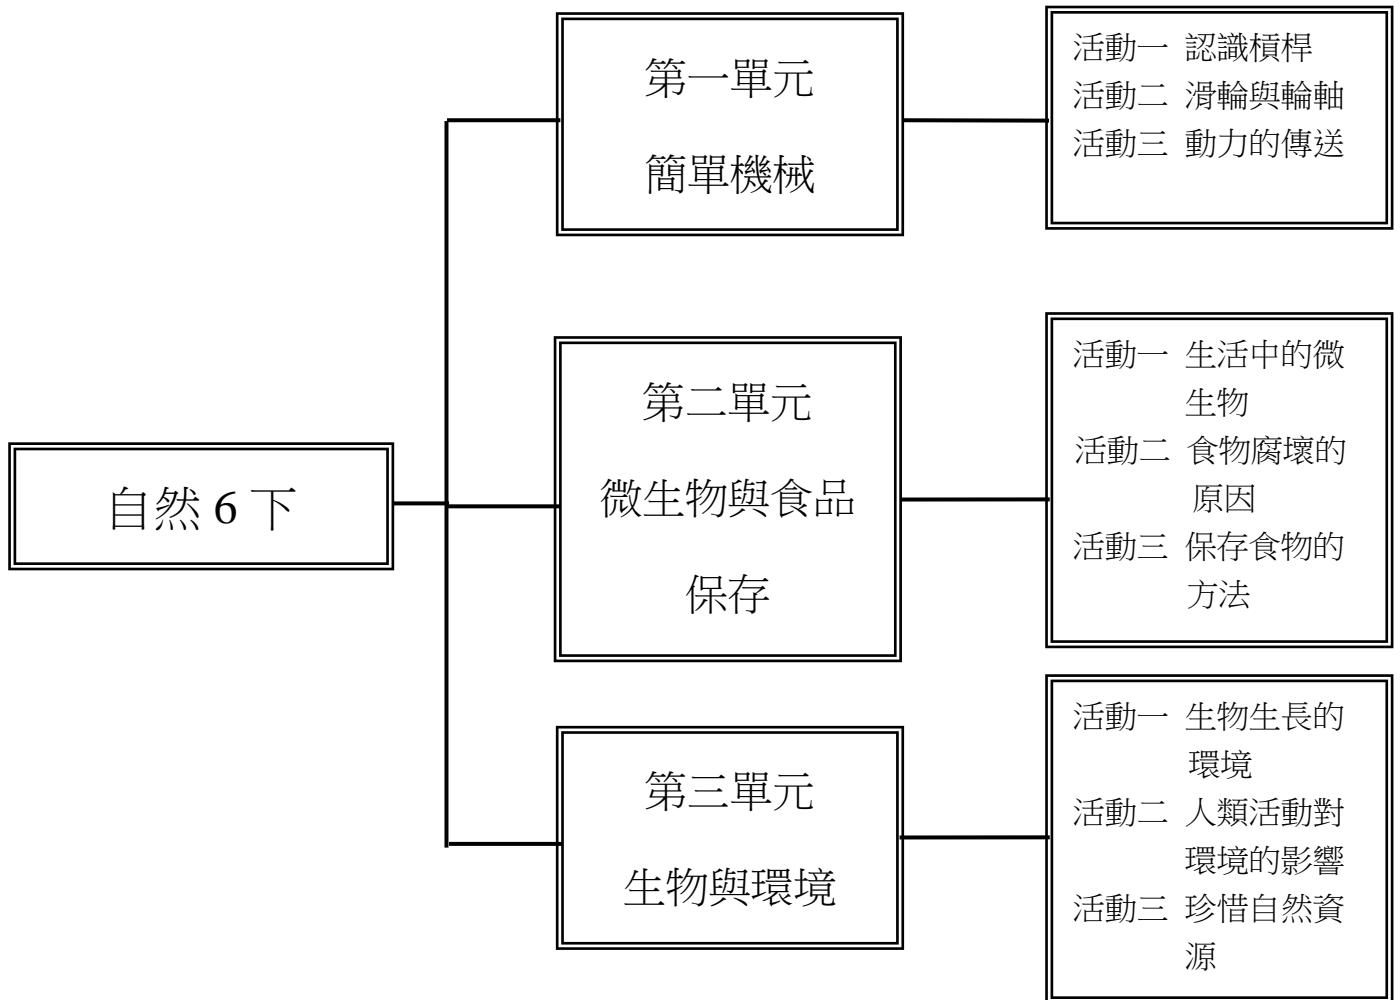 自然 6 下
第一單元
簡單機械
活動一 認識槓桿
活動二 滑輪與輪軸
活動三 動力的傳送
第二單元
微生物與食品
保存
活動一 生活中的微
生物
活動二 食物腐壞的
原因
活動三 保存食物的
方法
第三單元
生物與環境
活動一 生物生長的
環境
活動二 人類活動對
環境的影響
活動三 珍惜自然資
源